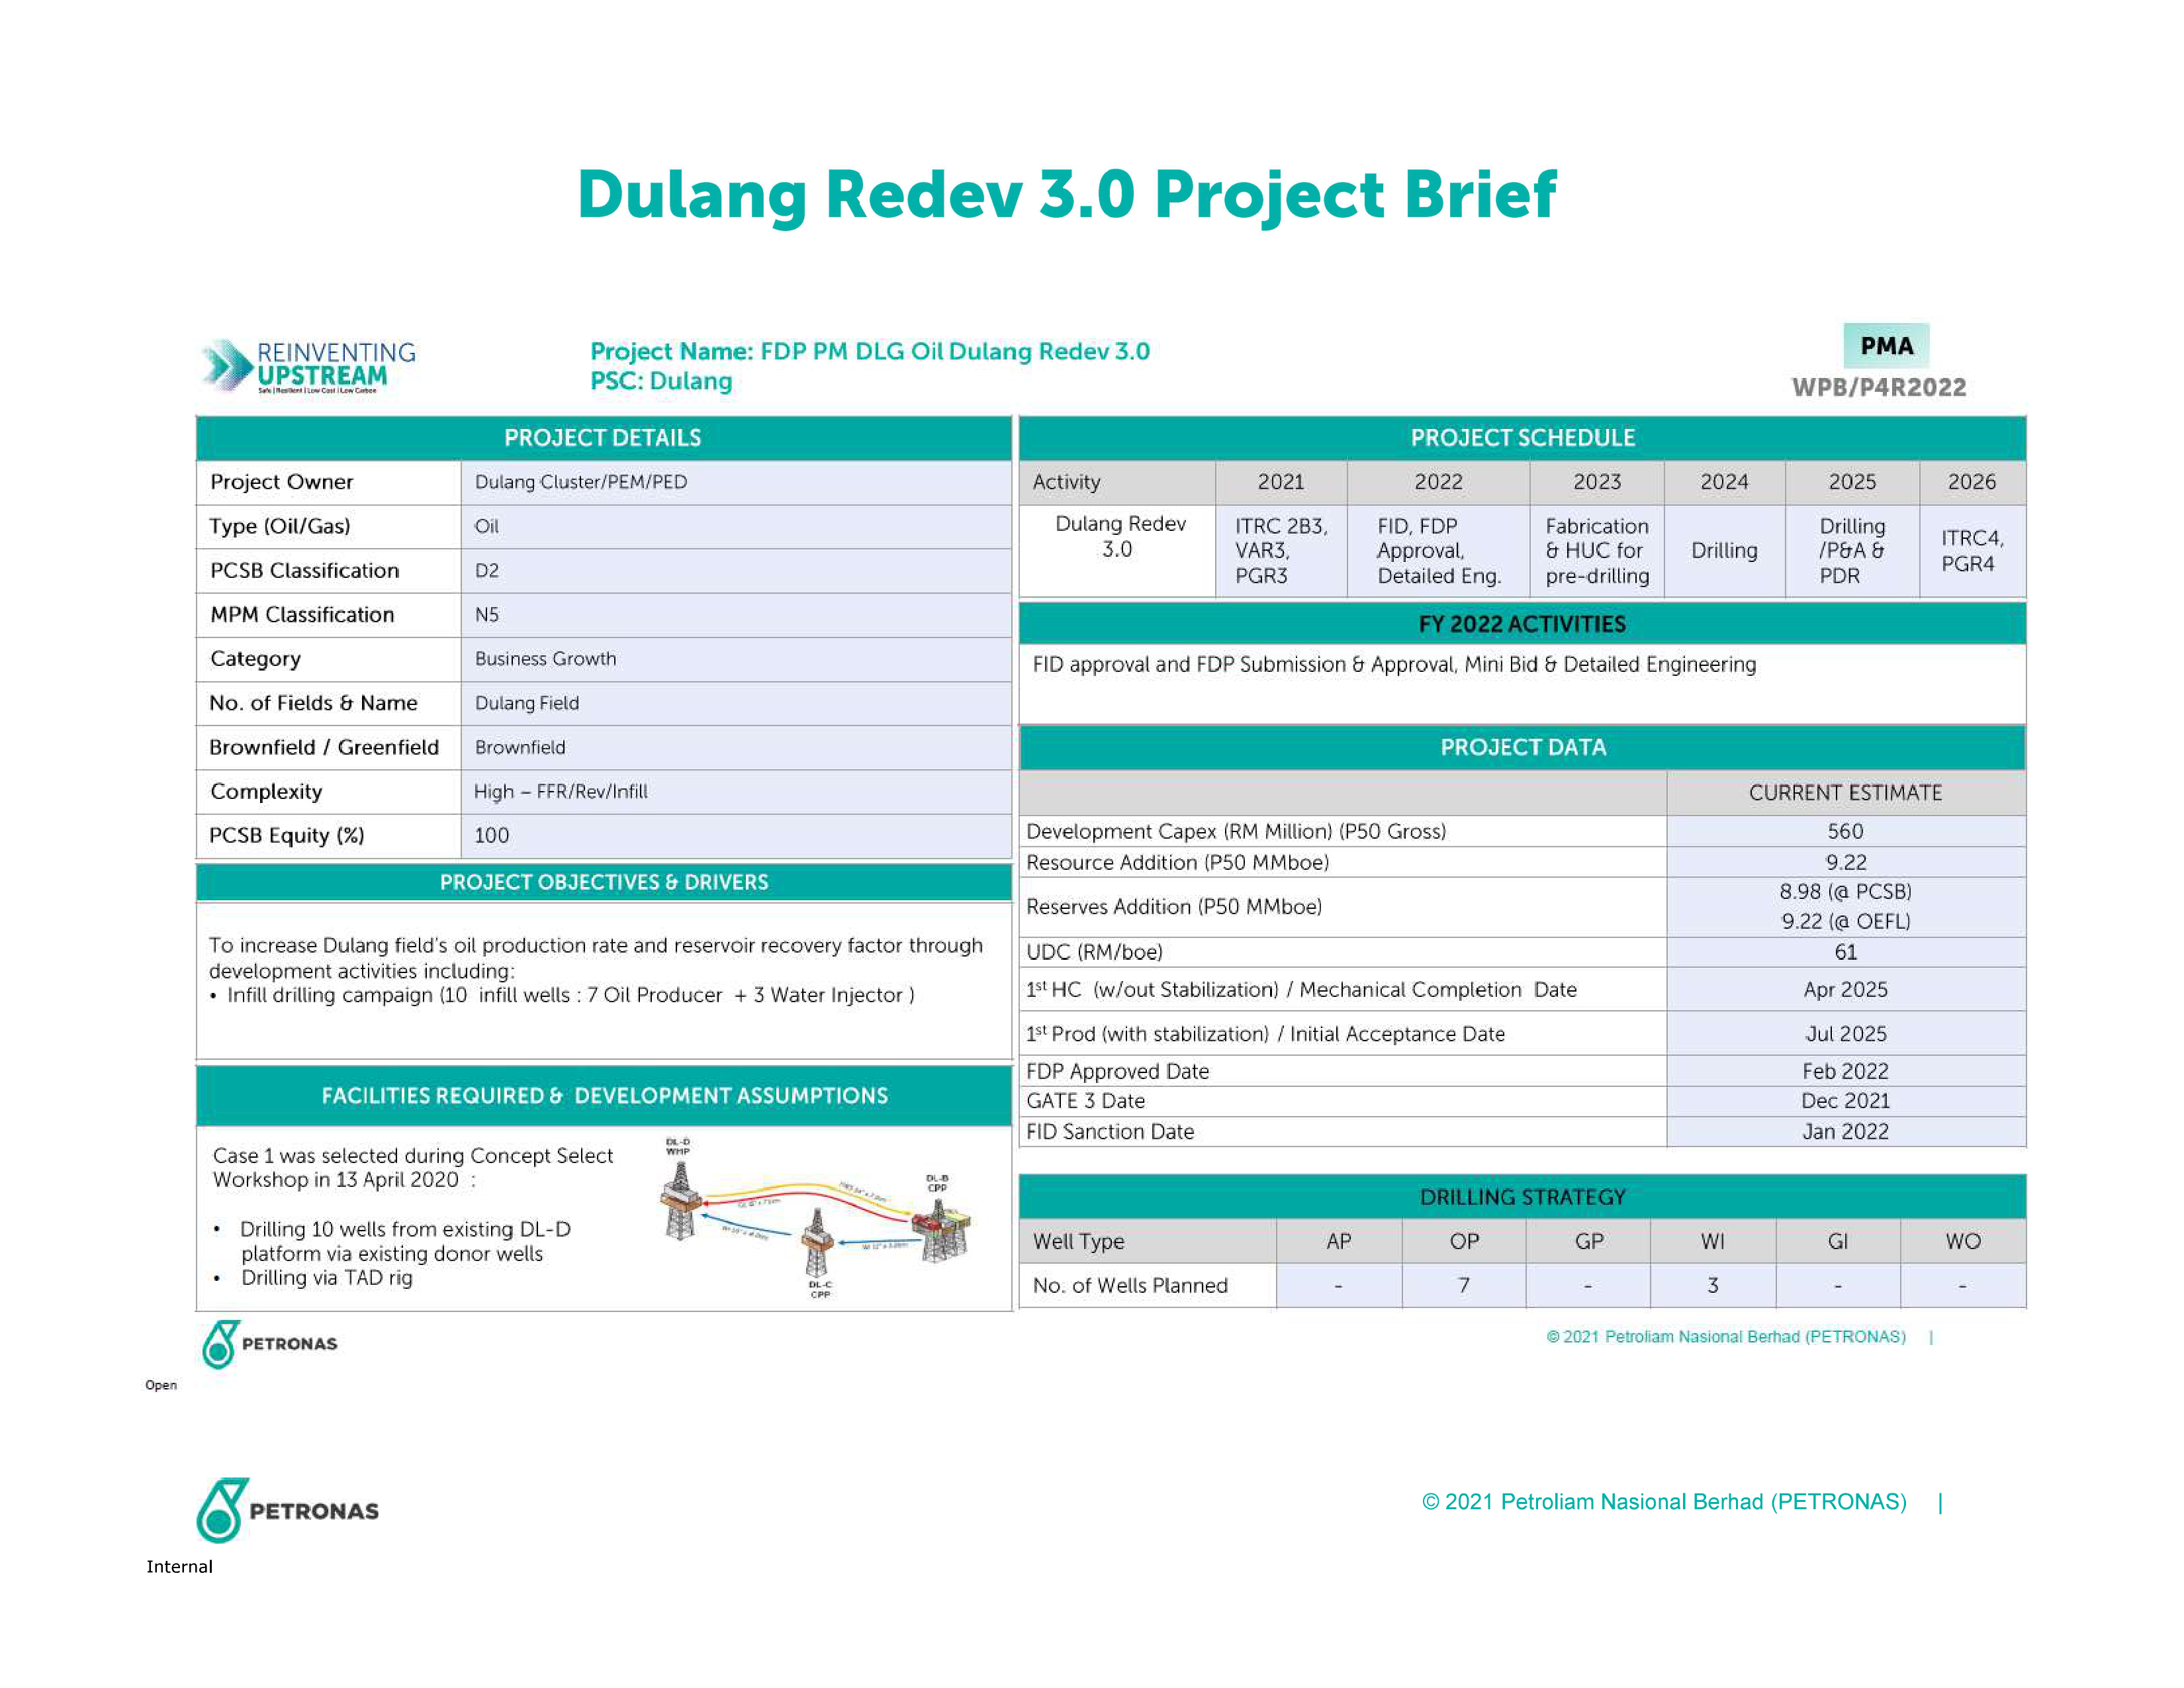 Dulang Redev 3.0 Project Brief
REINVENTING
UPSTREAM
Safe | Resilient | Low Cost | Low Carbon
Project Name: FDP PM DLG Oil Dulang Redev 3.0
PSC: Dulang
PMA
WPB/P4R2022
PROJECT DETAILS
Project Owner Dulang Cluster/PEM/PED
Type (Oil/Gas) Oil
PCSB Classification D2
MPM Classification N5
Category Business Growth
No. of Fields & Name Dulang Field
Brownfield / Greenfield Brownfield
Complexity High – FFR/Rev/Infill
PCSB Equity (%) 100
PROJECT OBJECTIVES & DRIVERS
To increase Dulang field's oil production rate and reservoir recovery factor through
development activities including:
• Infill drilling campaign (10 infill wells : 7 Oil Producer + 3 Water Injector )
FACILITIES REQUIRED & DEVELOPMENT ASSUMPTIONS
Case 1 was selected during Concept Select
Workshop in 13 April 2020 :
• Drilling 10 wells from existing DL-D
platform via existing donor wells
• Drilling via TAD rig
DL-D
WHP
DL-B
CPP
DL-C
CPP
PROJECT SCHEDULE
Activity 2021 2022 2023 2024 2025 2026
Dulang Redev
3.0
ITRC 2B3,
VAR3,
PGR3
FID, FDP
Approval,
Detailed Eng.
Fabrication
& HUC for
pre-drilling
Drilling
Drilling
/P&A &
PDR
ITRC4,
PGR4
FY 2022 ACTIVITIES
FID approval and FDP Submission & Approval, Mini Bid & Detailed Engineering
PROJECT DATA
CURRENT ESTIMATE
Development Capex (RM Million) (P50 Gross) 560
Resource Addition (P50 MMboe) 9.22
Reserves Addition (P50 MMboe)
8.98 (@ PCSB)
9.22 (@ OEFL)
UDC (RM/boe) 61
1st HC (w/out Stabilization) / Mechanical Completion Date Apr 2025
1st Prod (with stabilization) / Initial Acceptance Date Jul 2025
FDP Approved Date Feb 2022
GATE 3 Date Dec 2021
FID Sanction Date Jan 2022
DRILLING STRATEGY
Well Type AP OP GP WI GI WO
No. of Wells Planned - 7 - 3 - -
PETRONAS
© 2021 Petroliam Nasional Berhad (PETRONAS) |
Open
PETRONAS
© 2021 Petroliam Nasional Berhad (PETRONAS) |
Internal